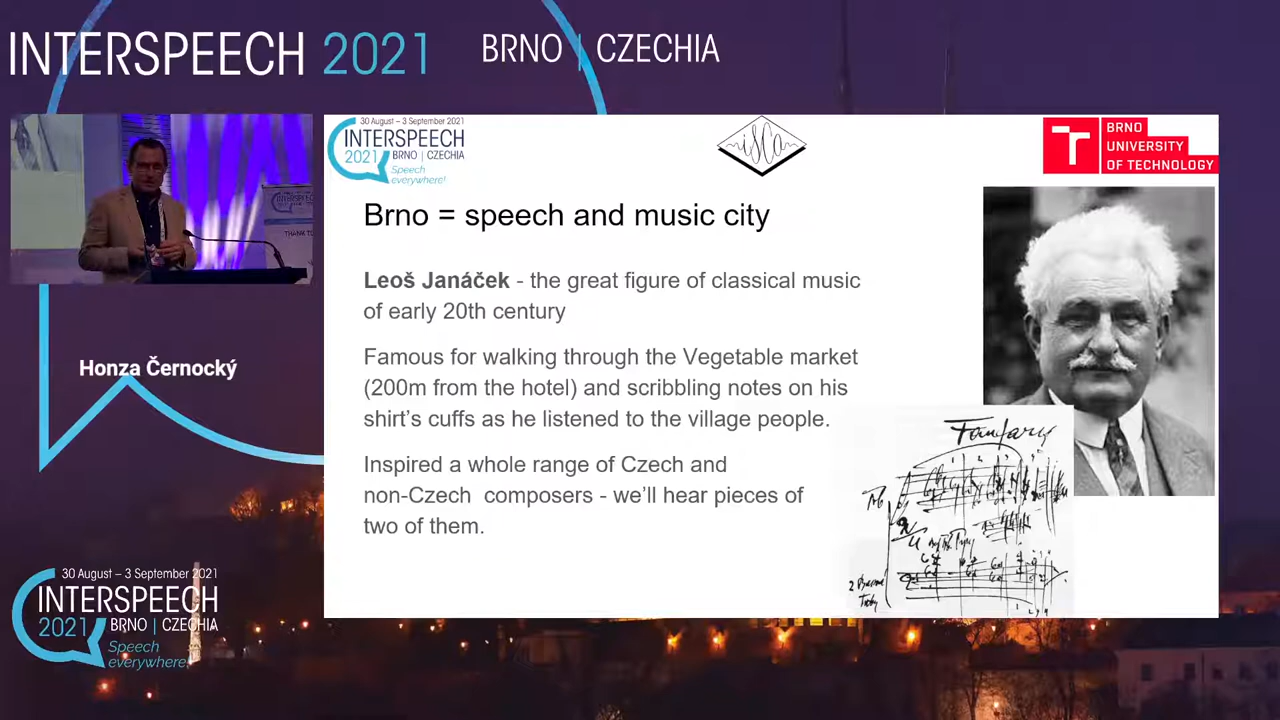 INTERSPEECH 2021 BRNO | CZECHIA
30 August – 3 September 2021
INTERSPEECH
2021 BRNO | CZECHIA
Speech
everywhere!
isca
BRNO
UNIVERSITY
OF TECHNOLOGY
Brno = speech and music city
Leoš Janáček - the great figure of classical music
of early 20th century
Famous for walking through the Vegetable market
(200m from the hotel) and scribbling notes on his
shirt's cuffs as he listened to the village people.
Inspired a whole range of Czech and
non-Czech composers - we'll hear pieces of
two of them.
INTERSPEECH
THANK
Honza Černocký
30 August – 3 September 2021
INTERSPEECH
2021 BRNO | CZECHIA
Speech
everywhere!